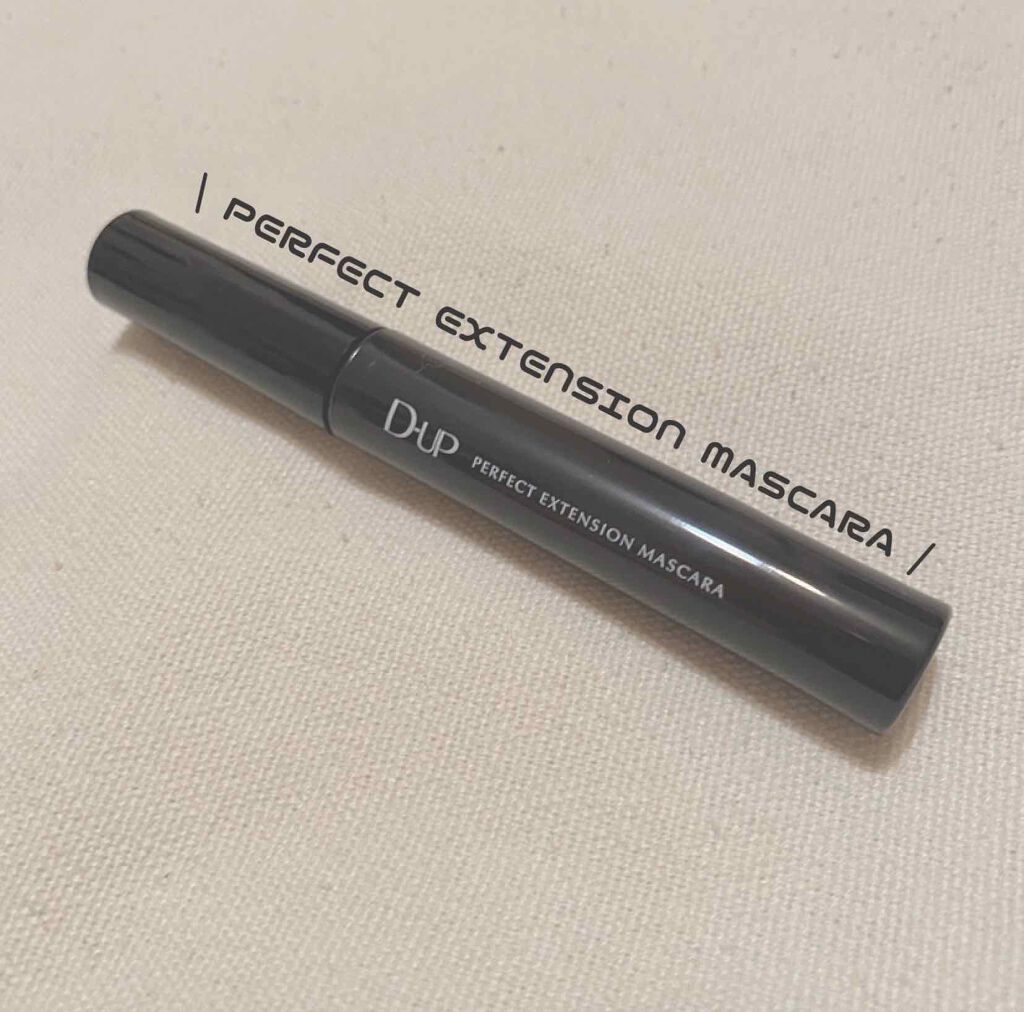 \ PERFECT EXTENSION MASCARA /
D-UP PERFECT EXTENSION MASCARA